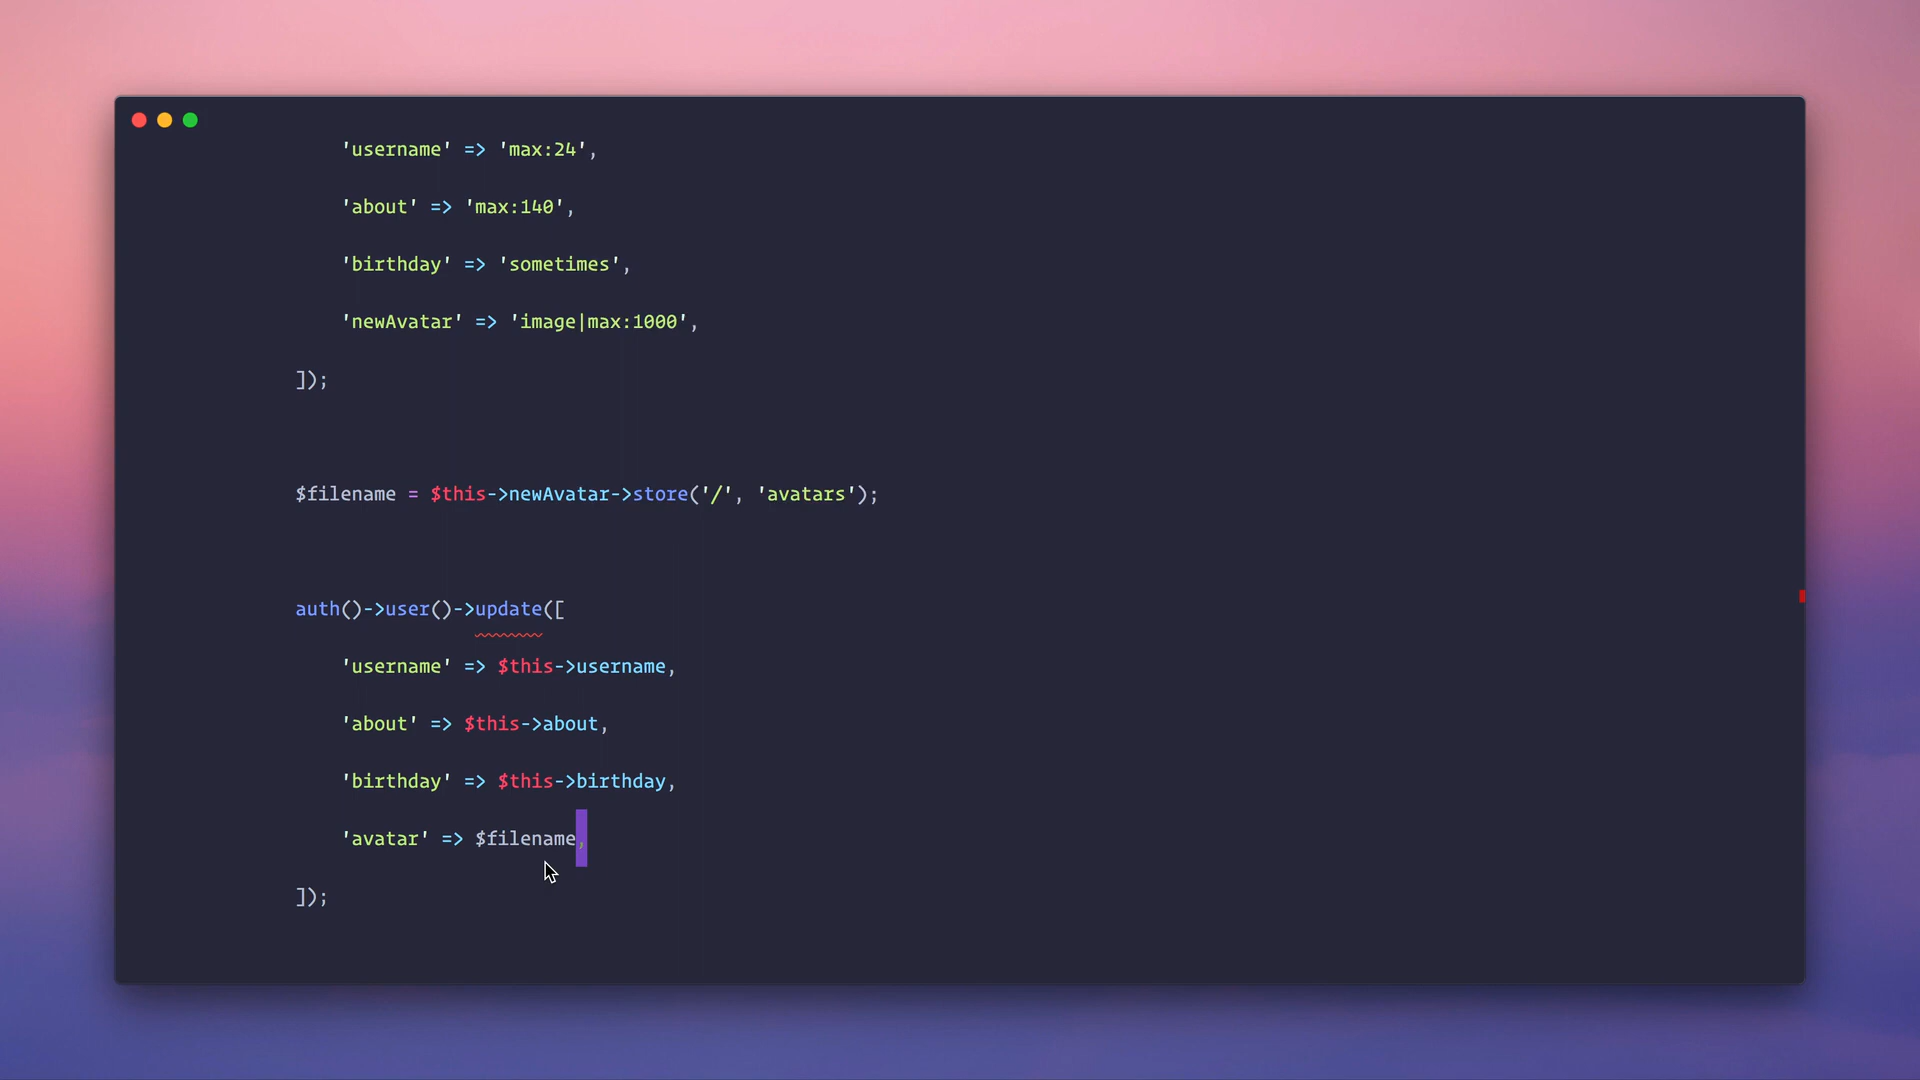 'username' => 'max:24',
'about' => 'max:140',
'birthday' => 'sometimes',
'newAvatar' => 'image|max:1000',
]);
$filename = $this->newAvatar->store('/', 'avatars');
auth()->user()->update([
'username' => $this->username,
'about' => $this->about,
'birthday' => $this->birthday,
'avatar' => $filename,
]);